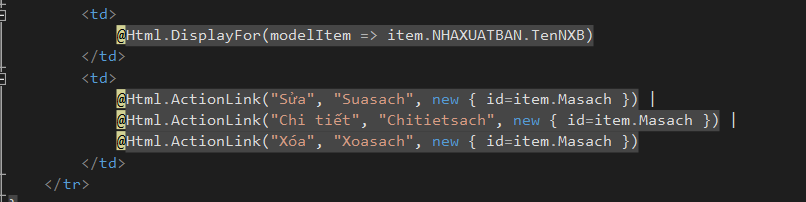 <td>
@Html.DisplayFor(modelItem => item.NHAXUATBAN.TenNXB)
</td>
<td>
@Html.ActionLink("Sửa", "Suasach", new { id=item.Masach }) |
@Html.ActionLink("Chi tiết", "Chitietsach", new { id=item.Masach }) |
@Html.ActionLink("Xóa", "Xoasach", new { id=item.Masach })
</td>
</tr>